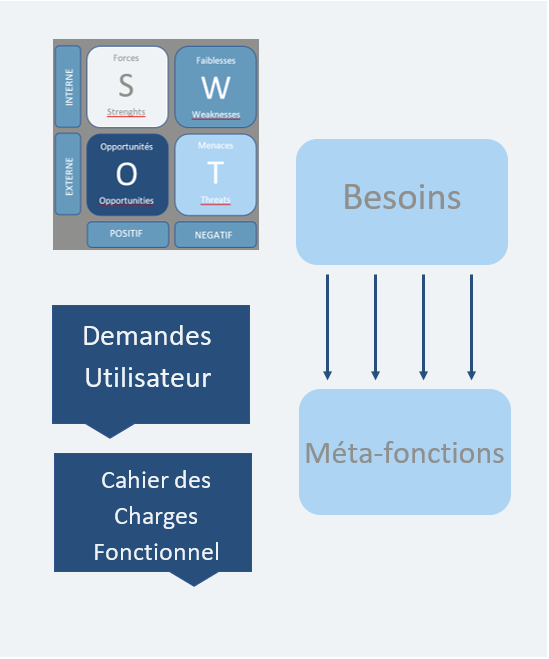 INTERNE
Forces
S
Strenghts
Faiblesses
W
Weaknesses
EXTERNE
Opportunités
O
Opportunities
Menaces
T
Threats
POSITIF
NEGATIF
Besoins
Demandes
Utilisateur
Méta-fonctions
Cahier des
Charges
Fonctionnel